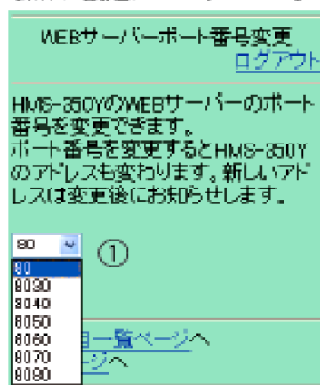 WEBサーバーポート番号変更
ログアウト
HMS-350YのWEBサーバーのポート
番号を変更できます。
ポート番号を変更するとHMS-350Y
のアドレスも変わります。新しいアド
レスは変更後にお知らせします。
80
①
80
8030
8040
8050
8060
8070
8080
目一覧ページへ
ージへ